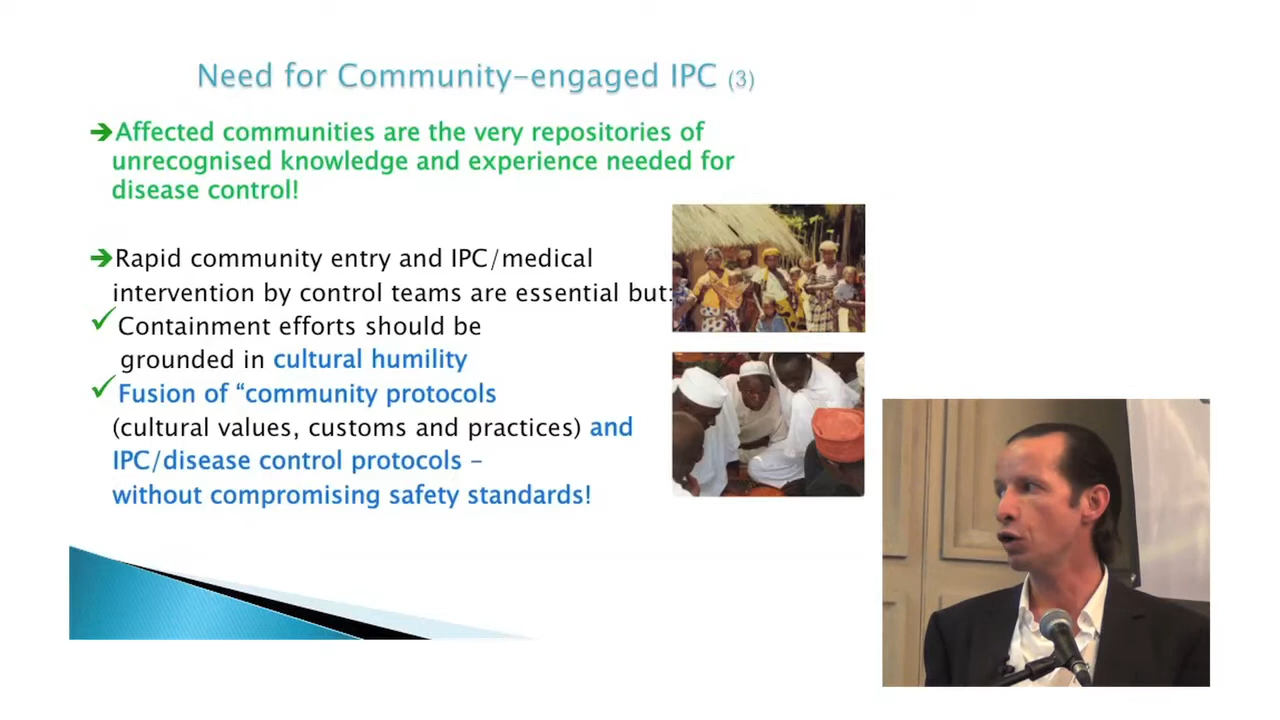 Need for Community-engaged IPC (3)
➔Affected communities are the very repositories of
unrecognised knowledge and experience needed for
disease control!
➔Rapid community entry and IPC/medical
intervention by control teams are essential but:
✓Containment efforts should be
grounded in cultural humility
✓Fusion of “community protocols
(cultural values, customs and practices) and
IPC/disease control protocols –
without compromising safety standards!